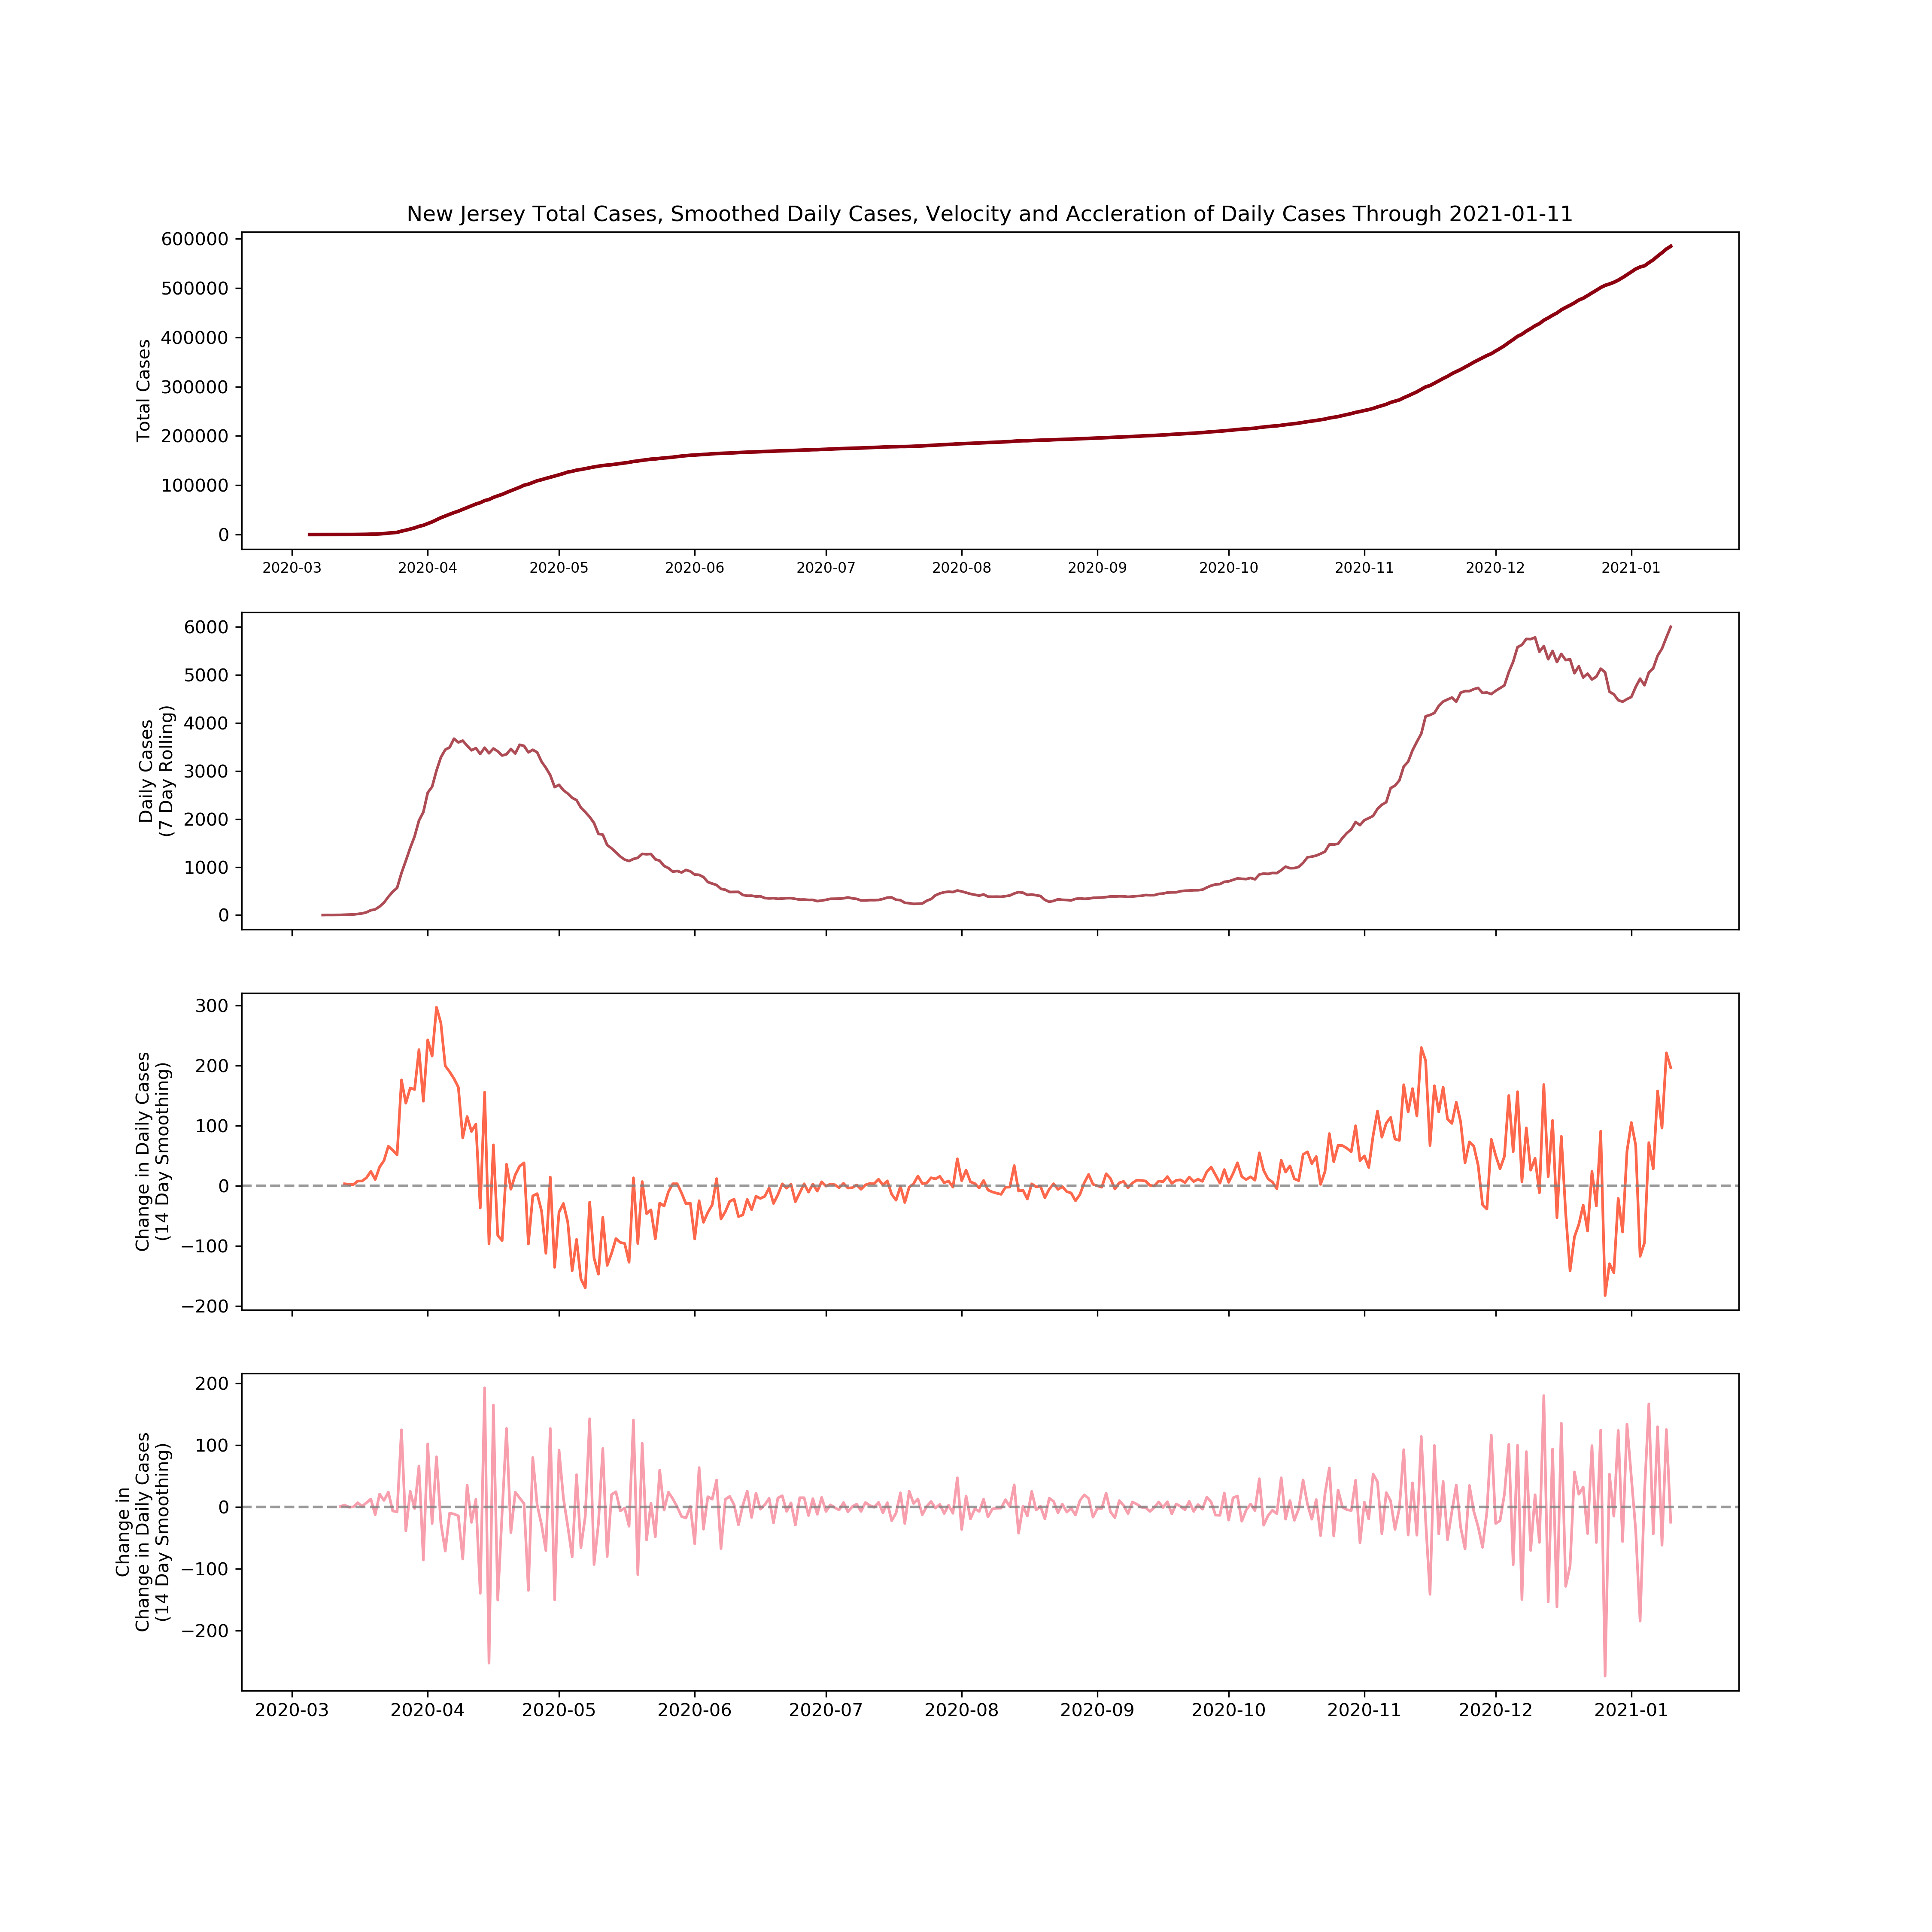 New Jersey Total Cases, Smoothed Daily Cases, Velocity and Accleration of Daily Cases Through 2021-01-11
Total Cases
600000
500000
400000
300000
200000
100000
0
2020-03 2020-04 2020-05 2020-06 2020-07 2020-08 2020-09 2020-10 2020-11 2020-12 2021-01
Daily Cases
(7 Day Rolling)
6000
5000
4000
3000
2000
1000
0
Change in Daily Cases
(14 Day Smoothing)
300
200
100
0
−100
−200
Change in
Change in Daily Cases
(14 Day Smoothing)
200
100
0
−100
−200
2020-03 2020-04 2020-05 2020-06 2020-07 2020-08 2020-09 2020-10 2020-11 2020-12 2021-01